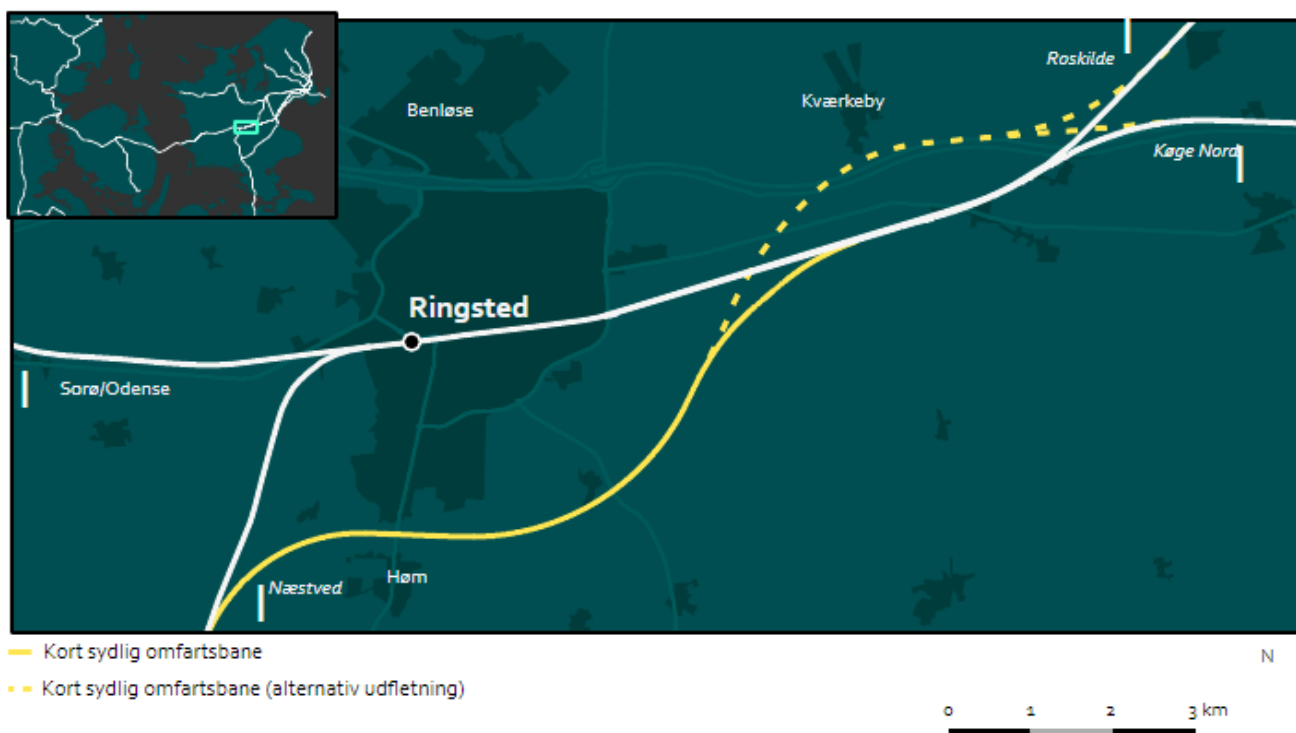 Roskilde
Benløse
Kværkeby
Køge Nord
Ringsted
Sorø/Odense
Næstved
Høm
Kort sydlig omfartsbane
N
Kort sydlig omfartsbane (alternativ udfletning)
0 1 2 3 km